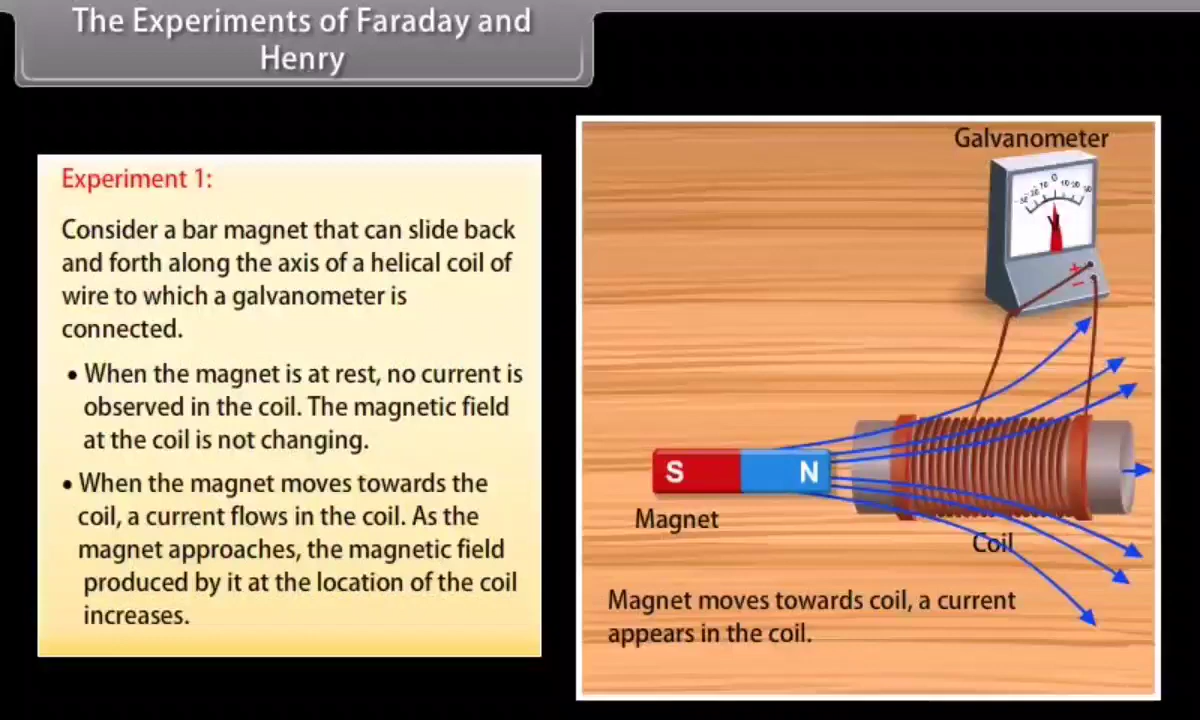 The Experiments of Faraday and
Henry
Experiment 1:
Consider a bar magnet that can slide back
and forth along the axis of a helical coil of
wire to which a galvanometer is
connected.
• When the magnet is at rest, no current is
observed in the coil. The magnetic field
at the coil is not changing.
• When the magnet moves towards the
coil, a current flows in the coil. As the
magnet approaches, the magnetic field
produced by it at the location of the coil
increases.
Galvanometer
0
+
−
S N
Magnet
Coil
Magnet moves towards coil, a current
appears in the coil.